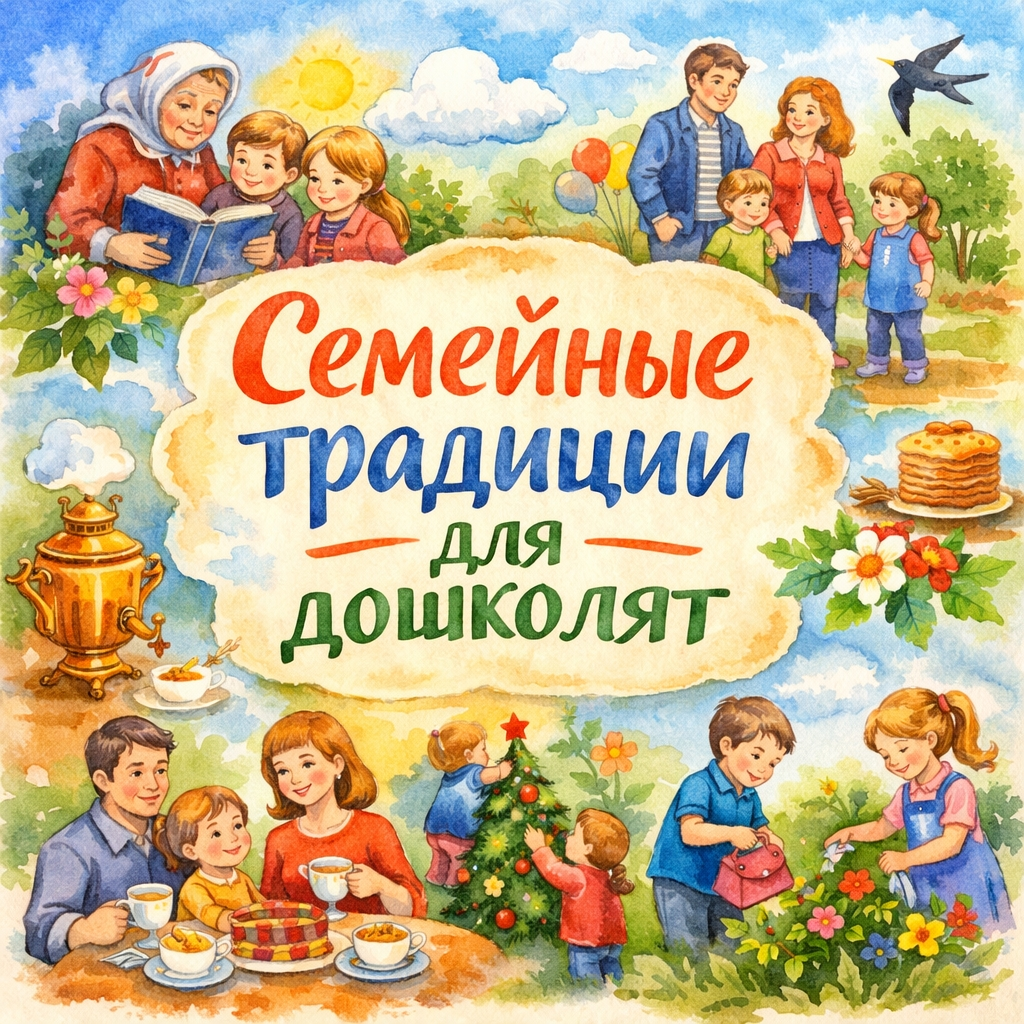 Семейные
традиции
для
дошколят